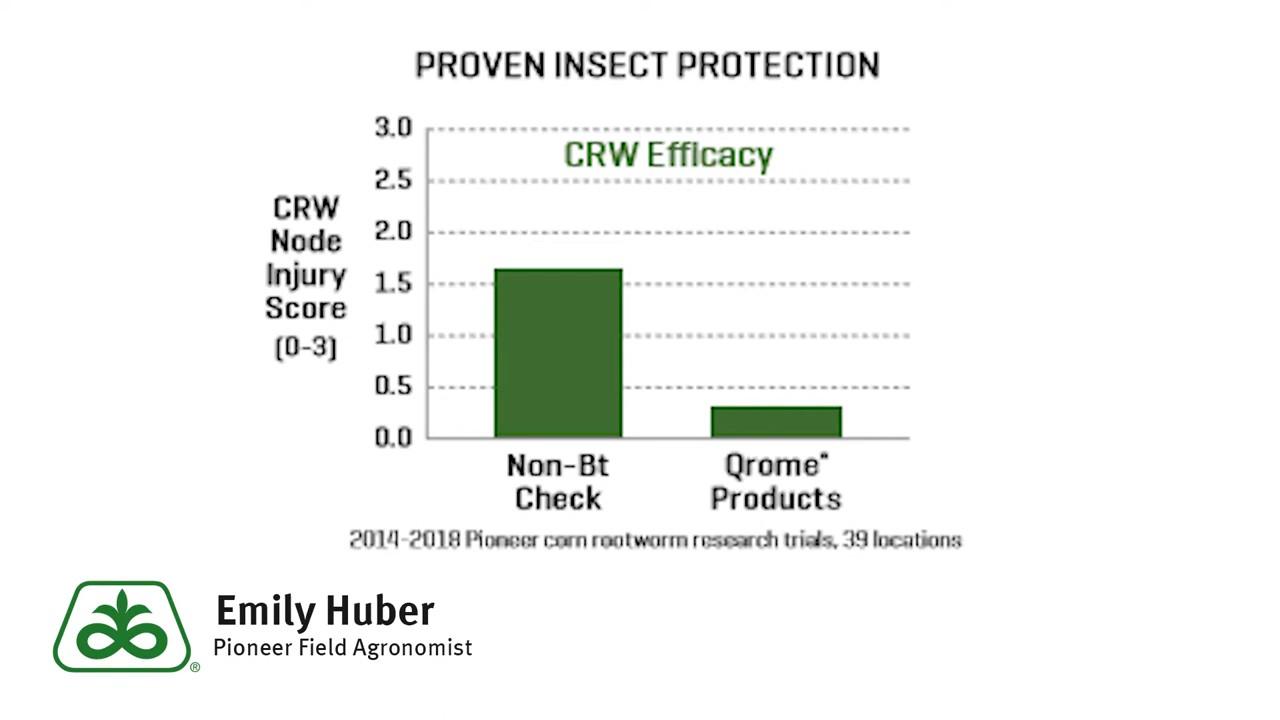 PROVEN INSECT PROTECTION
CRW Efficacy
3.0
2.5
2.0
1.5
1.0
0.5
0.0
CRW
Node
Injury
Score
(0-3)
Non-Bt
Check
Qrome®
Products
2014-2018 Pioneer corn rootworm research trials, 39 locations
Emily Huber
Pioneer Field Agronomist
®